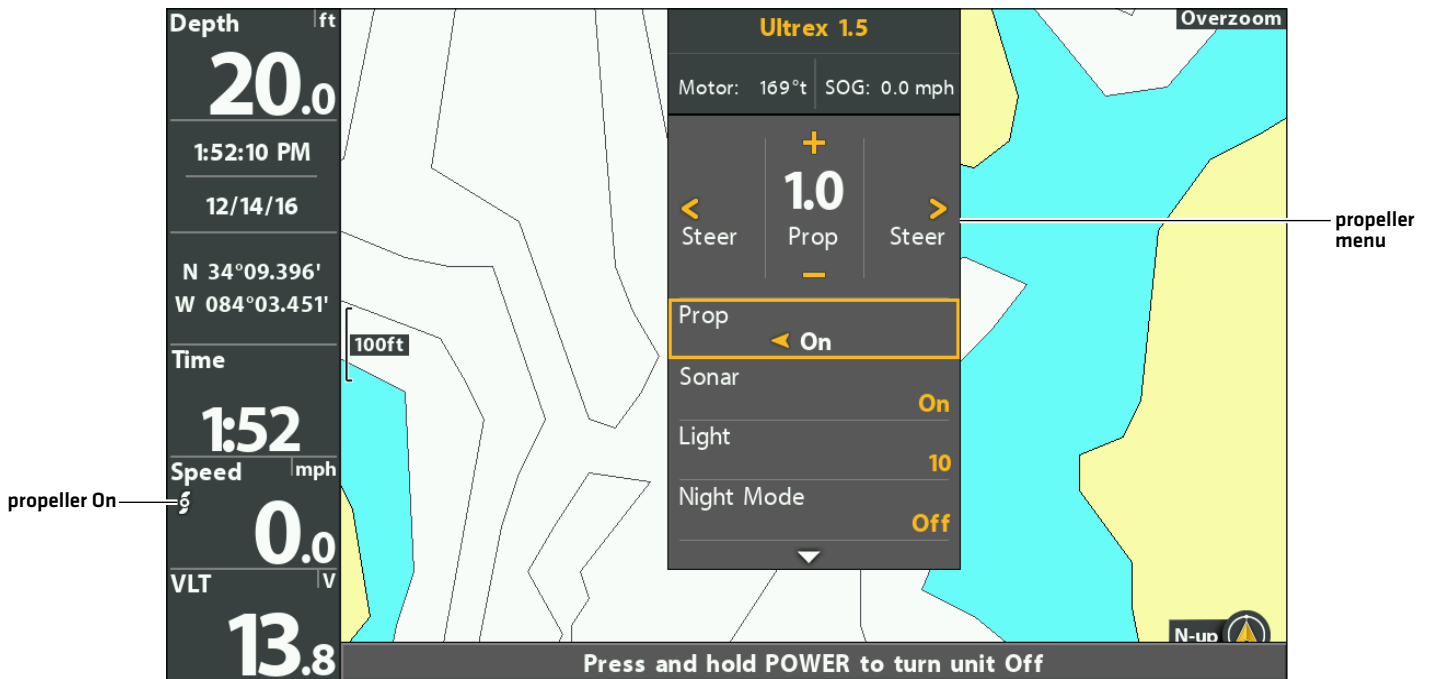 Depth ft
20.0
1:52:10 PM
12/14/16
N 34°09.396'
W 084°03.451'
Time
1:52
Speed mph
0.0
VLT V
13.8
propeller On
100ft
Ultrex 1.5
Motor: 169°t SOG: 0.0 mph
+
1.0
< >
Steer Prop Steer
−
Prop
On
Sonar
On
Light
10
Night Mode
Off
Overzoom
propeller
menu
N-up
Press and hold POWER to turn unit Off